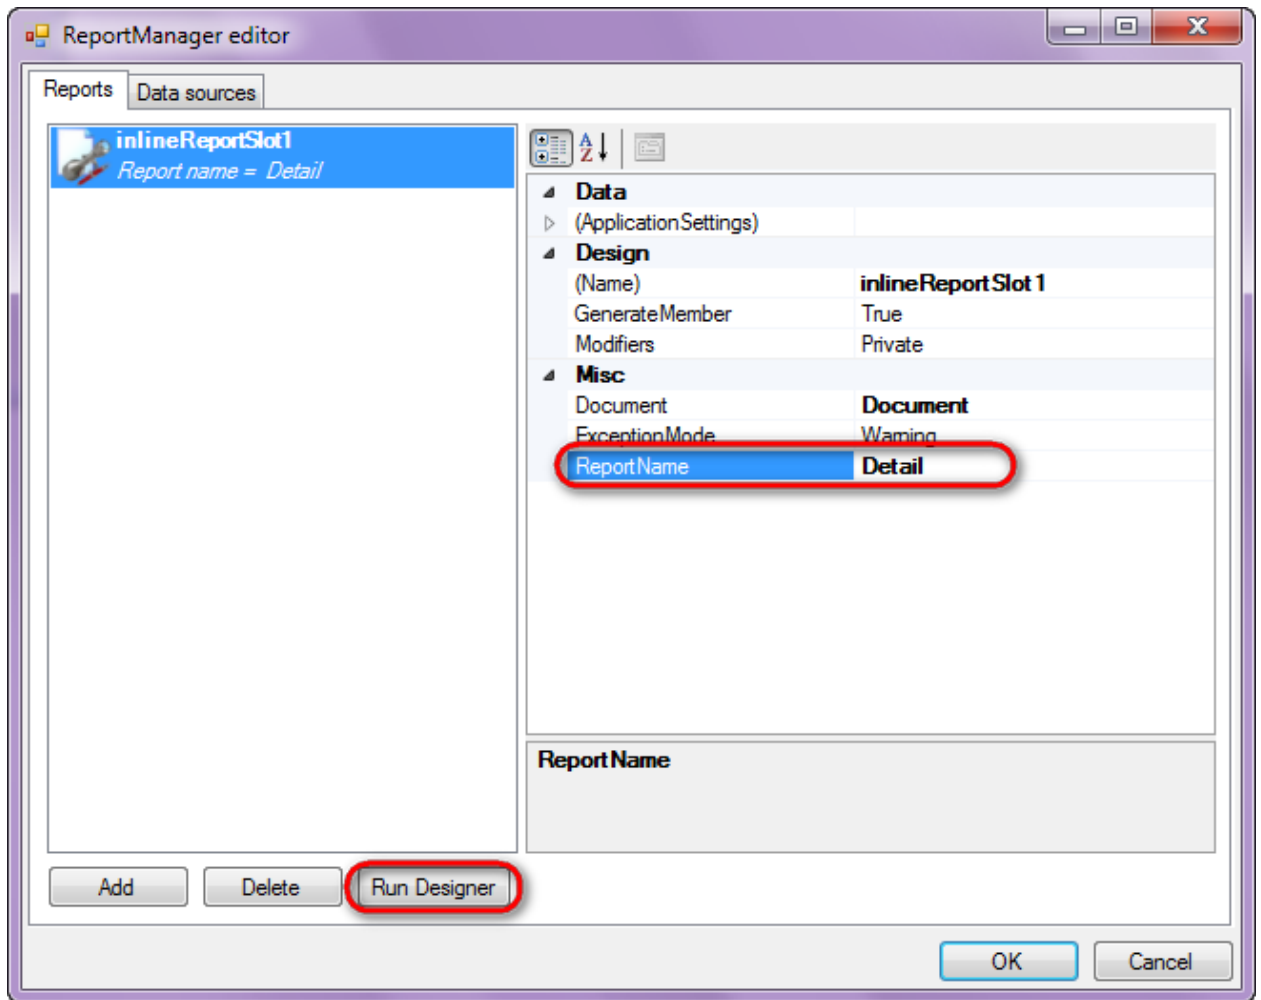 ReportManager editor
Reports
Data sources
inlineReportSlot1
Report name = Detail
Data
(ApplicationSettings)
Design
(Name) inlineReportSlot1
GenerateMember True
Modifiers Private
Misc
Document Document
ExceptionMode Warning
ReportName Detail
ReportName
Add
Delete
Run Designer
OK
Cancel